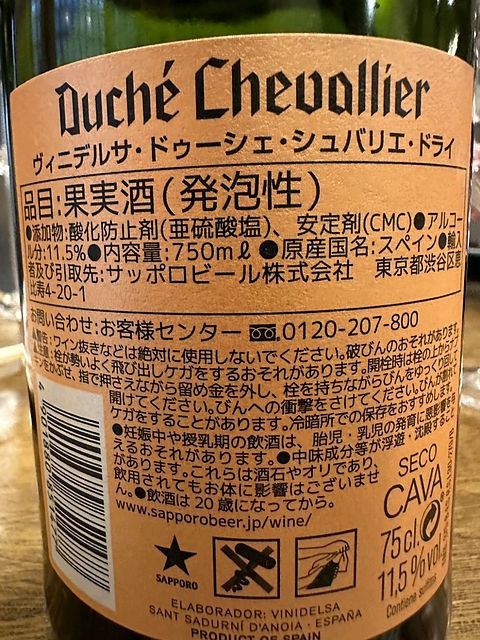 Duché Chevallier
ヴィニデルサ・ドゥーシェ・シュバリエ・ドライ
品目:果実酒(発泡性)
●添加物:酸化防止剤(亜硫酸塩)、安定剤(CMC)●アルコー
ル分:11.5%●内容量:750mℓ●原産国名:スペイン●輸入
者及び引取先:サッポロビール株式会社 東京都渋谷区恵
比寿4-20-1
お問い合わせ:お客様センター 0120-207-800
▲警告:ワイン抜きなどは絶対に使用しないでください。破びんのおそれがあります。
▲注意:栓が勢いよく飛び出しケガをするおそれがあります。開栓時は栓の上からナプ
キンをかぶせ、指で押さえながら留め金を外し、栓を持ちながらびんをゆっくり回して
開けてください。びんへの衝撃をさけてください。びんが割れて
ケガをすることがあります。冷暗所での保存をおすすめします。
●妊娠中や授乳期の飲酒は、胎児・乳児の発育に悪影響を与
えるおそれがあります。●中味成分等が浮遊・沈殿すること
があります。これらは酒石やオリであり、
飲用されてもお体に影響はございませ
ん。●飲酒は20歳になってから。
www.sapporobeer.jp/wine/
SECO
CAVA
75cl.
11,5%vol.
Contiene sulfitos
SAPPORO
ELABORADOR: VINIDELSA
SANT SADURNÍ D'ANOIA · ESPAÑA
PRODUCT OF SPAIN